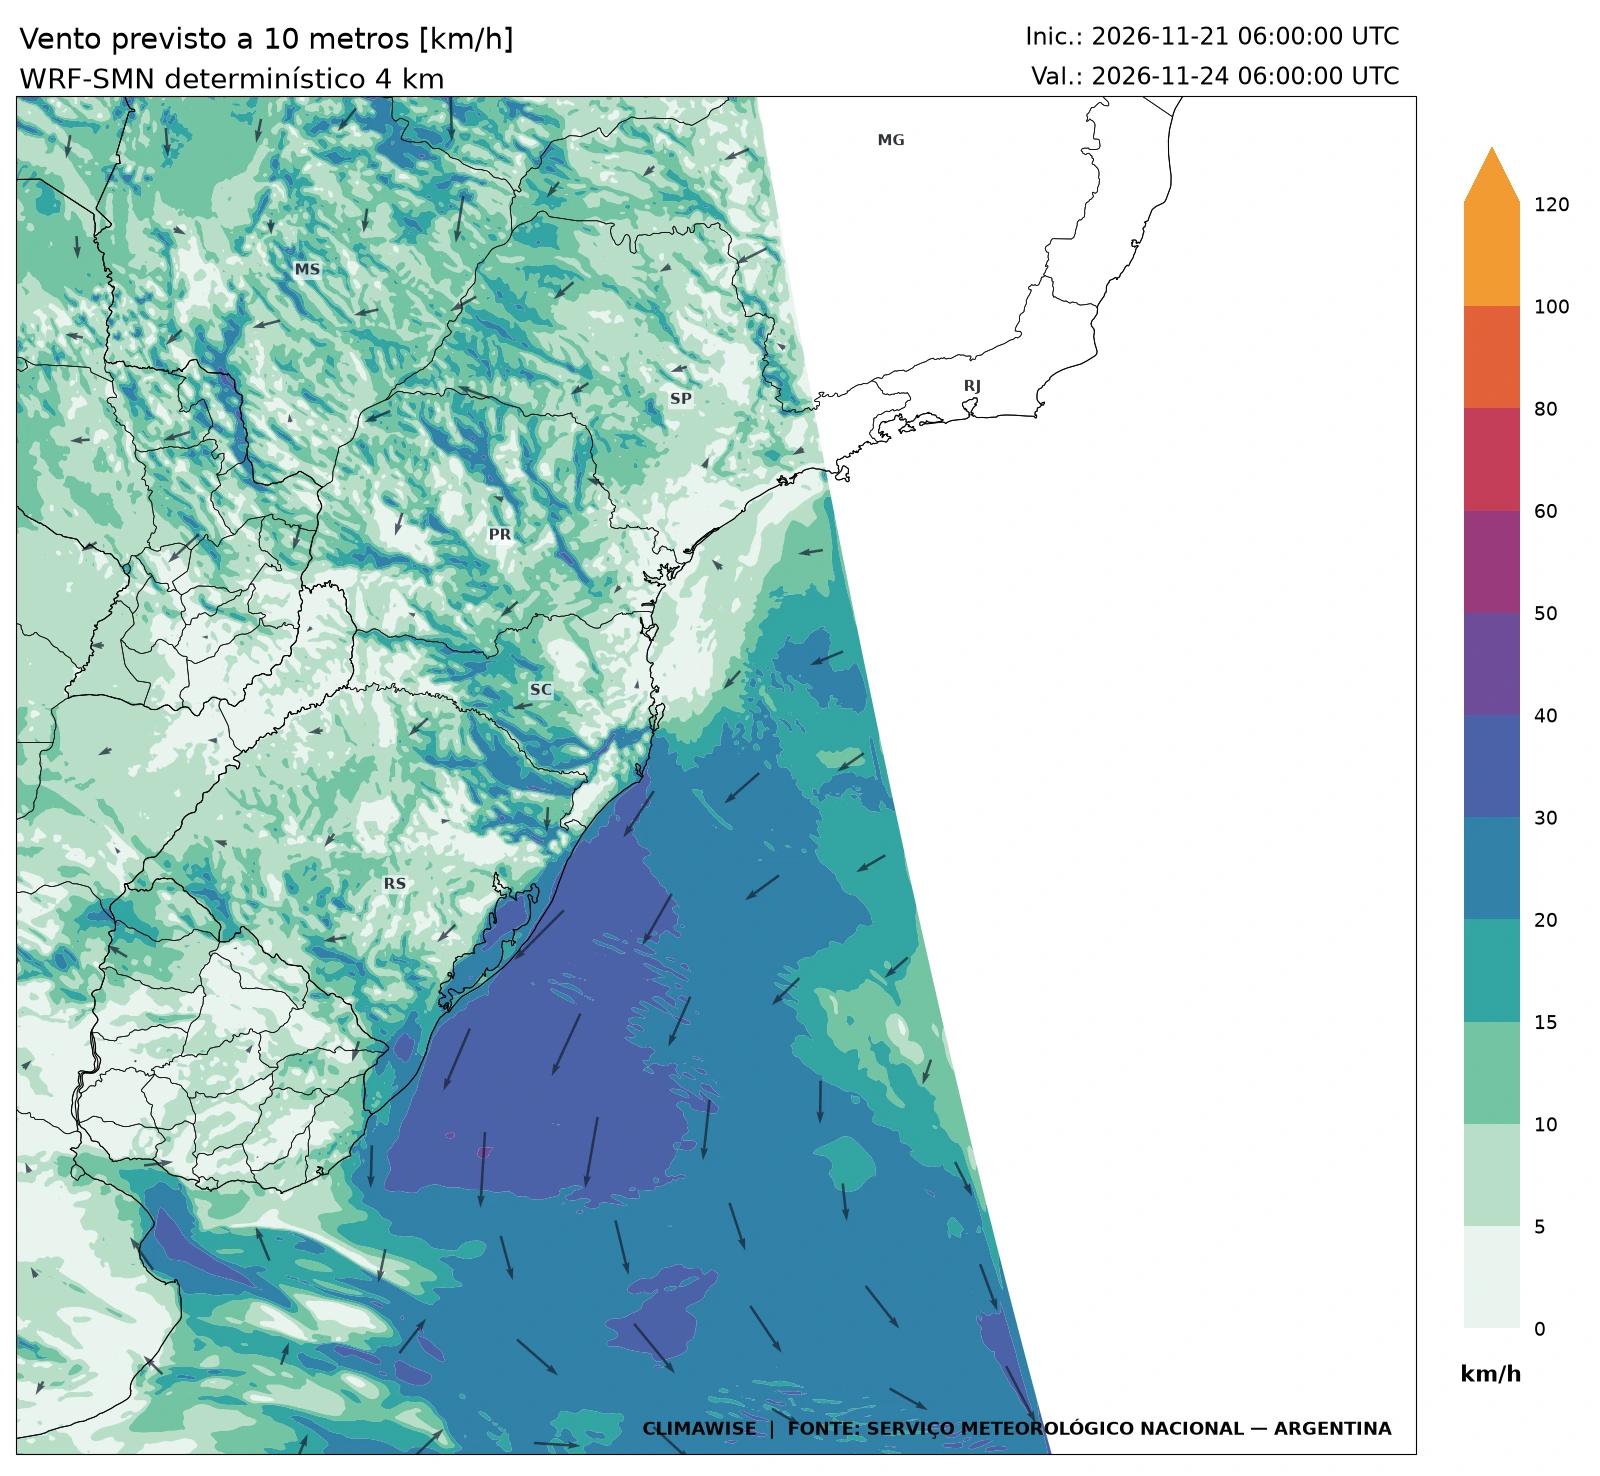 Vento previsto a 10 metros [km/h]
WRF-SMN determinístico 4 km
Inic.: 2026-11-21 06:00:00 UTC
Val.: 2026-11-24 06:00:00 UTC
MG
MS
RJ
SP
PR
SC
RS
120
100
80
60
50
40
30
20
15
10
5
0
km/h
CLIMAWISE | FONTE: SERVIÇO METEOROLÓGICO NACIONAL — ARGENTINA